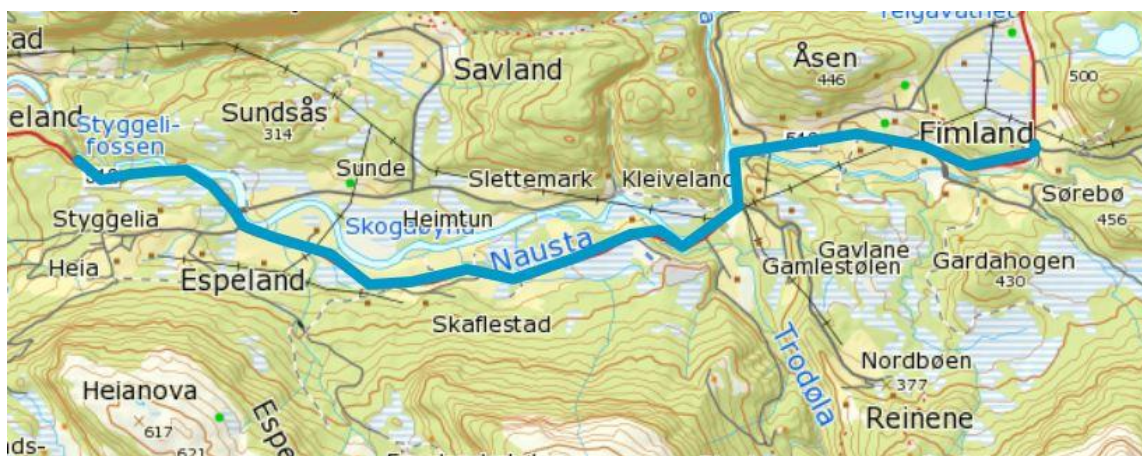 Åsen
446
500
Savland
eland
Sundsås
314
Styggeli-
fossen
Fimland
Sunde
Slettemark
Kleiveland
Sørebø
456
Styggelia
Heimtun
Nausta
Gavlane
Gamlestølen
Gardahogen
430
Heia
Espeland
Skaflestad
Trodøla
Nordbøen
377
Reinene
Heianova
617
621
Espe